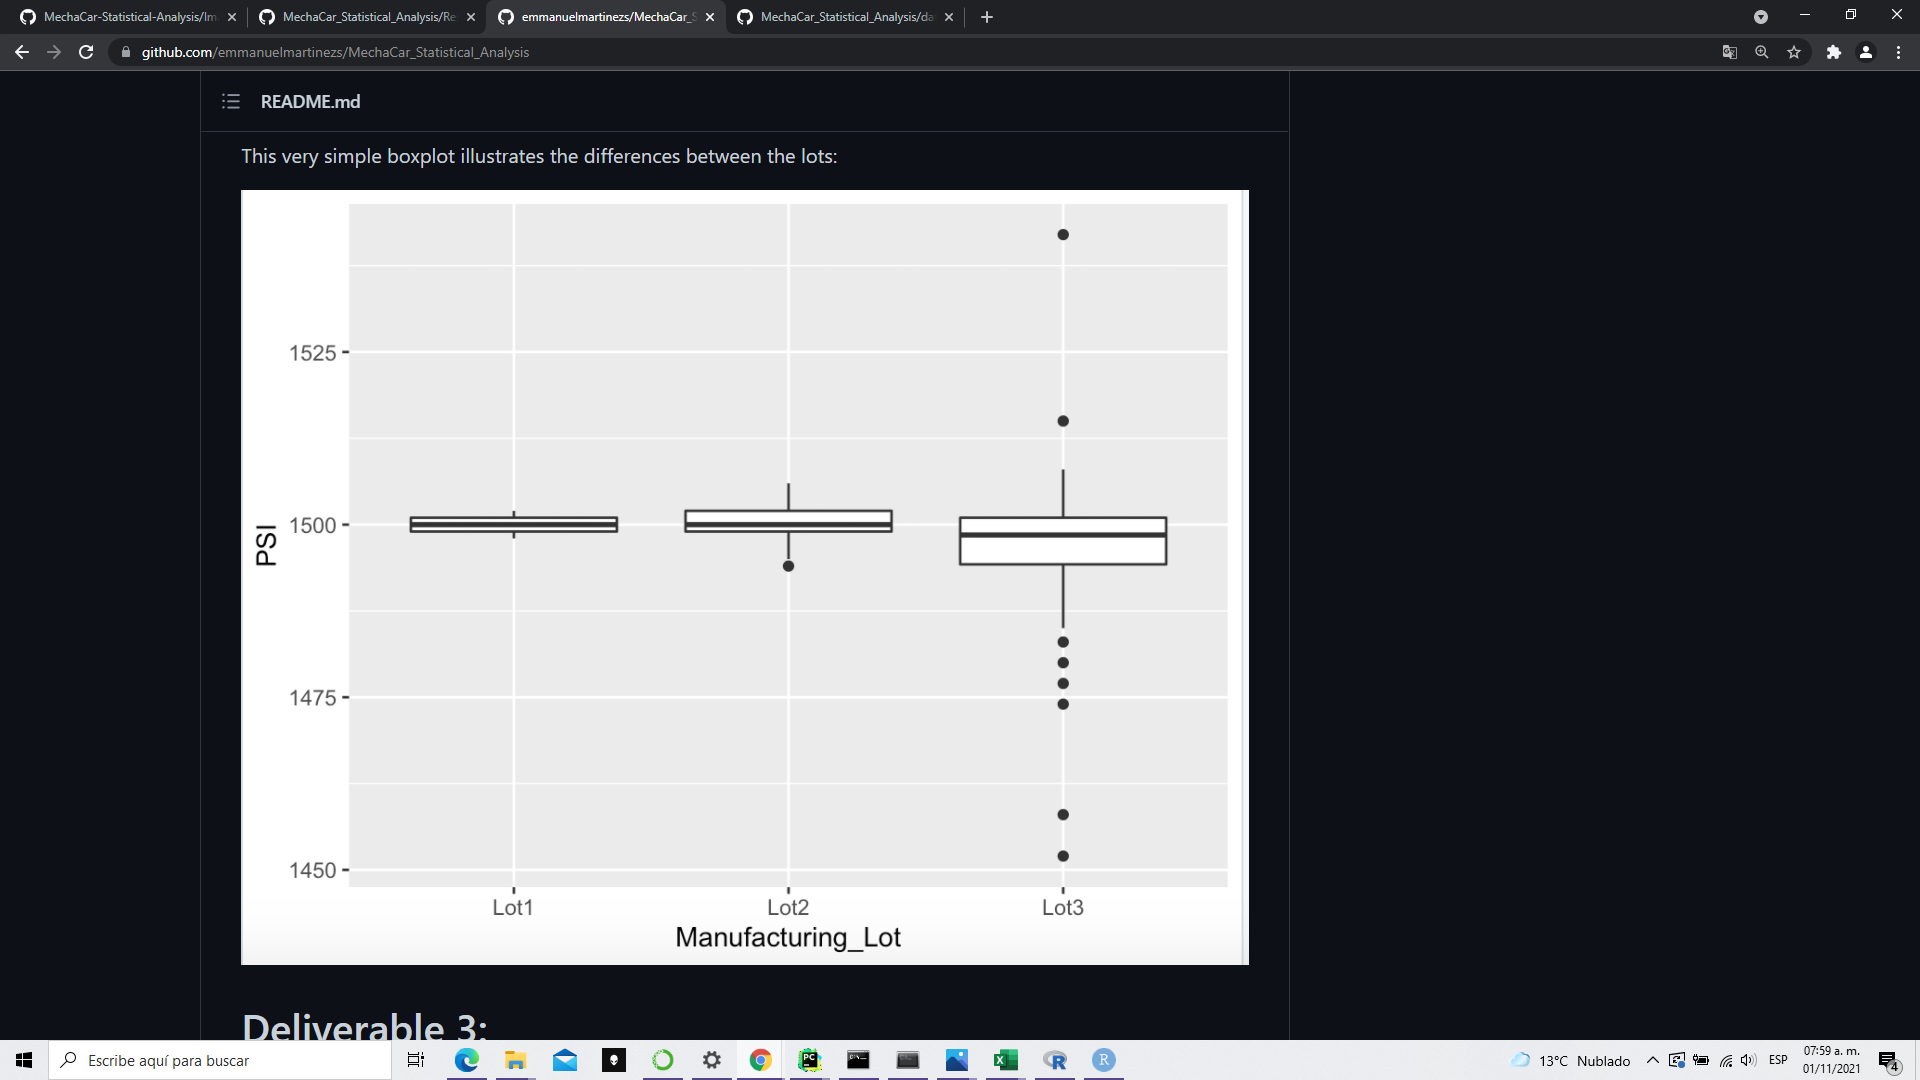 MechaCar-Statistical-Analysis/Im
MechaCar_Statistical_Analysis/Re
emmanuelmartinezs/MechaCar_S
MechaCar_Statistical_Analysis/da
github.com/emmanuelmartinezs/MechaCar_Statistical_Analysis
README.md
This very simple boxplot illustrates the differences between the lots:
1525
1500
1475
1450
PSI
Lot1 Lot2 Lot3
Manufacturing_Lot
Deliverable 3:
Escribe aquí para buscar
PC
R
R
13°C Nublado
ESP
07:59 a. m.
01/11/2021
4